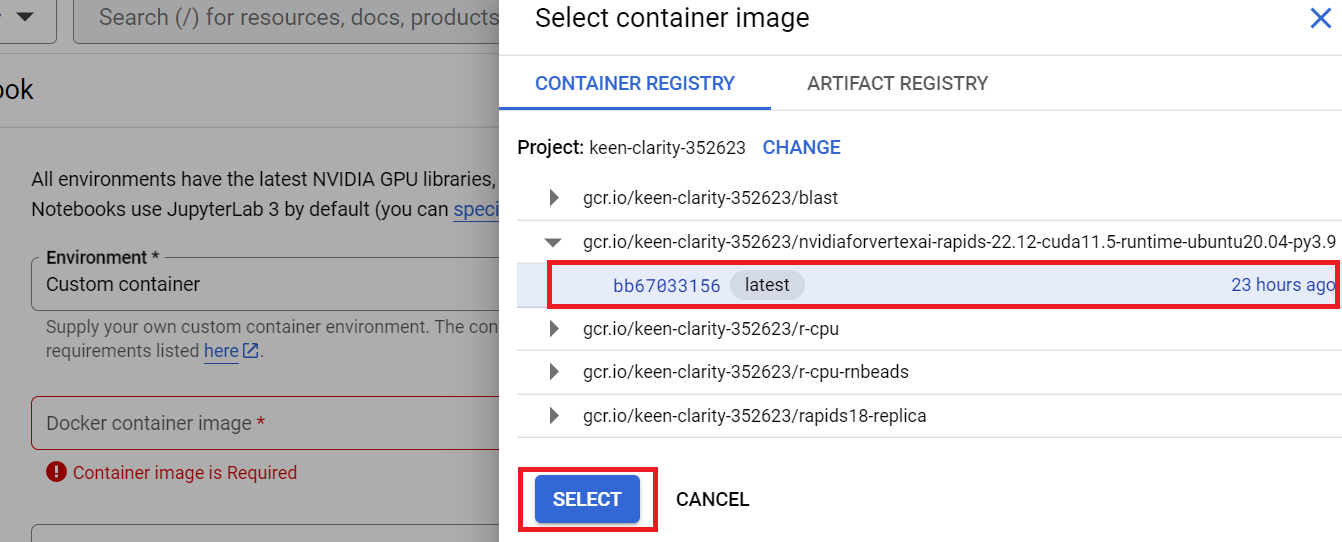 Search (/) for resources, docs, products
ook
All environments have the latest NVIDIA GPU libraries,
Notebooks use JupyterLab 3 by default (you can speci
Environment *
Custom container
Supply your own custom container environment. The con
requirements listed here.
Docker container image *
Container image is Required
Select container image
CONTAINER REGISTRY ARTIFACT REGISTRY
Project: keen-clarity-352623 CHANGE
gcr.io/keen-clarity-352623/blast
gcr.io/keen-clarity-352623/nvidiaforvertexai-rapids-22.12-cuda11.5-runtime-ubuntu20.04-py3.9
bb67033156 latest 23 hours ago
gcr.io/keen-clarity-352623/r-cpu
gcr.io/keen-clarity-352623/r-cpu-rnbeads
gcr.io/keen-clarity-352623/rapids18-replica
SELECT CANCEL